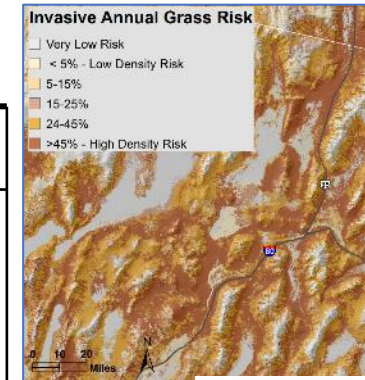 Invasive Annual Grass Risk
Very Low Risk
< 5% - Low Density Risk
5-15%
15-25%
24-45%
>45% - High Density Risk
80
N
0 10 20
Miles